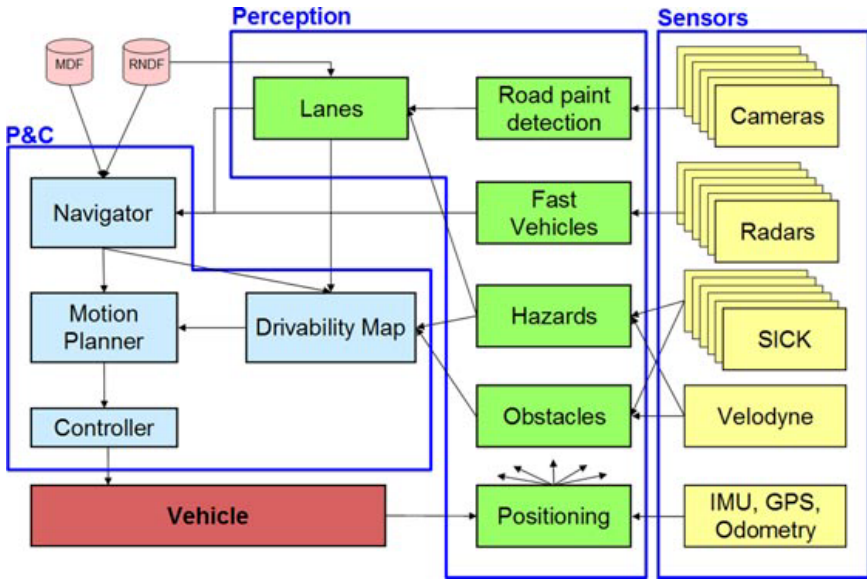 Perception
Sensors
MDF
RNDF
Lanes
Road paint
detection
Cameras
P&C
Navigator
Fast
Vehicles
Radars
Motion
Planner
Drivability Map
Hazards
SICK
Controller
Obstacles
Velodyne
Vehicle
Positioning
IMU, GPS,
Odometry